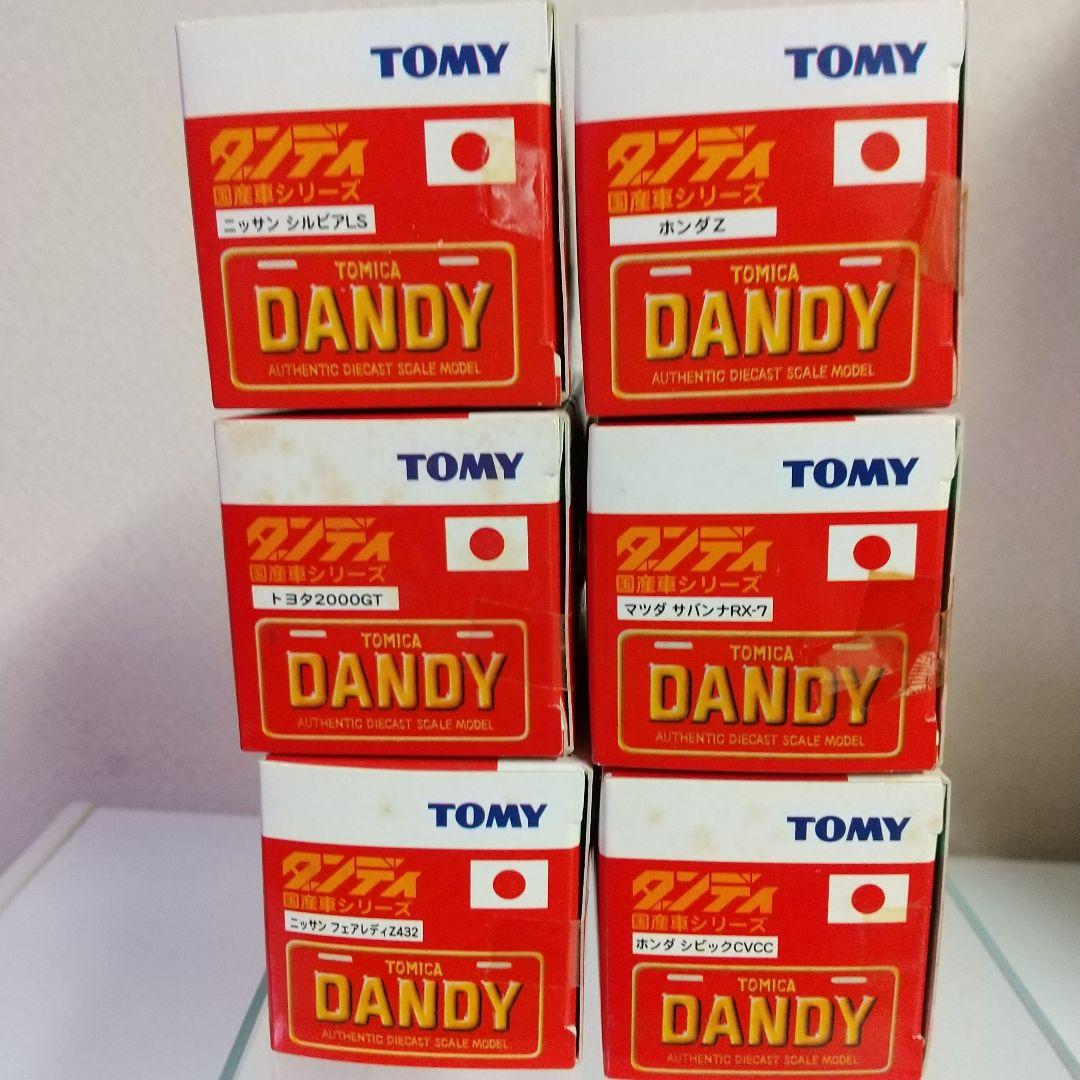 TOMY
ダンディ
国産車シリーズ
ニッサン シルビアLS
TOMICA
DANDY
AUTHENTIC DIECAST SCALE MODEL
TOMY
ダンディ
国産車シリーズ
ホンダZ
TOMICA
DANDY
AUTHENTIC DIECAST SCALE MODEL
TOMY
ダンディ
国産車シリーズ
トヨタ2000GT
TOMICA
DANDY
AUTHENTIC DIECAST SCALE MODEL
TOMY
ダンディ
国産車シリーズ
マツダ サバンナRX-7
TOMICA
DANDY
AUTHENTIC DIECAST SCALE MODEL
TOMY
ダンディ
国産車シリーズ
ニッサン フェアレディZ432
TOMICA
DANDY
AUTHENTIC DIECAST SCALE MODEL
TOMY
ダンディ
国産車シリーズ
ホンダ シビックCVCC
TOMICA
DANDY
AUTHENTIC DIECAST SCALE MODEL